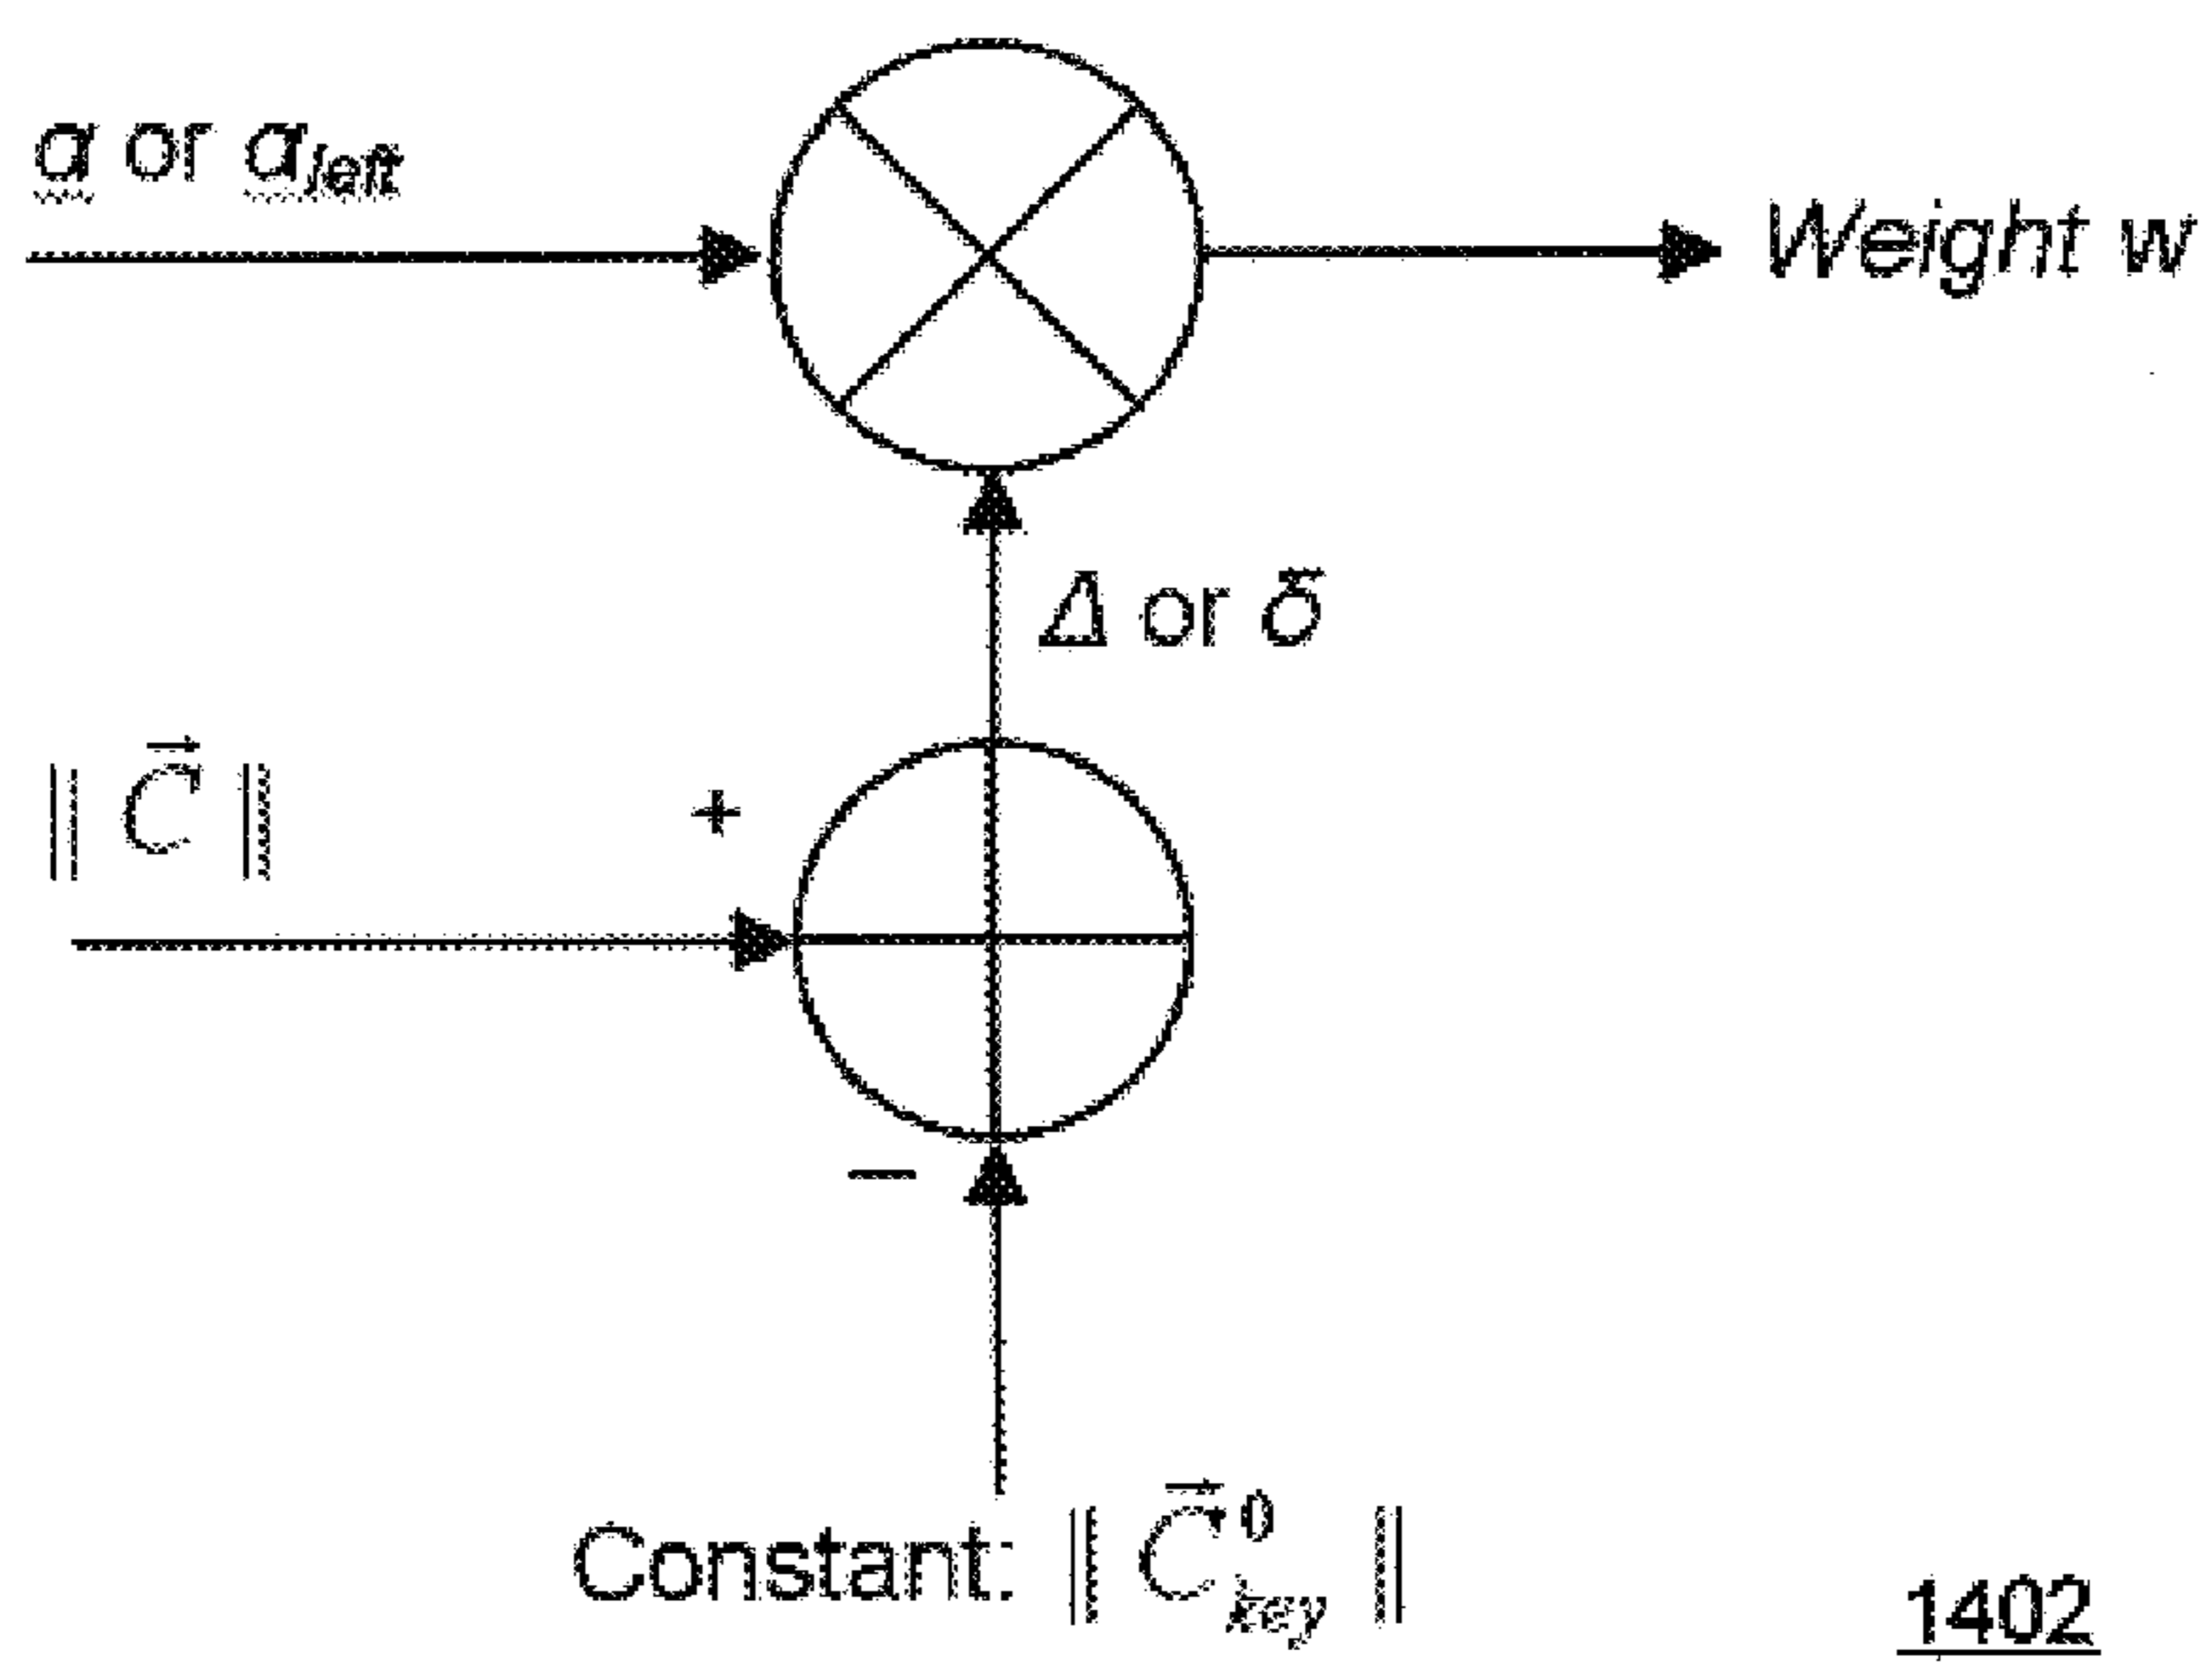 α or α_left
Weight w
Δ or δ
‖ C⃗ ‖
+
−
Constant: ‖ C⃗⁰_key ‖
1402